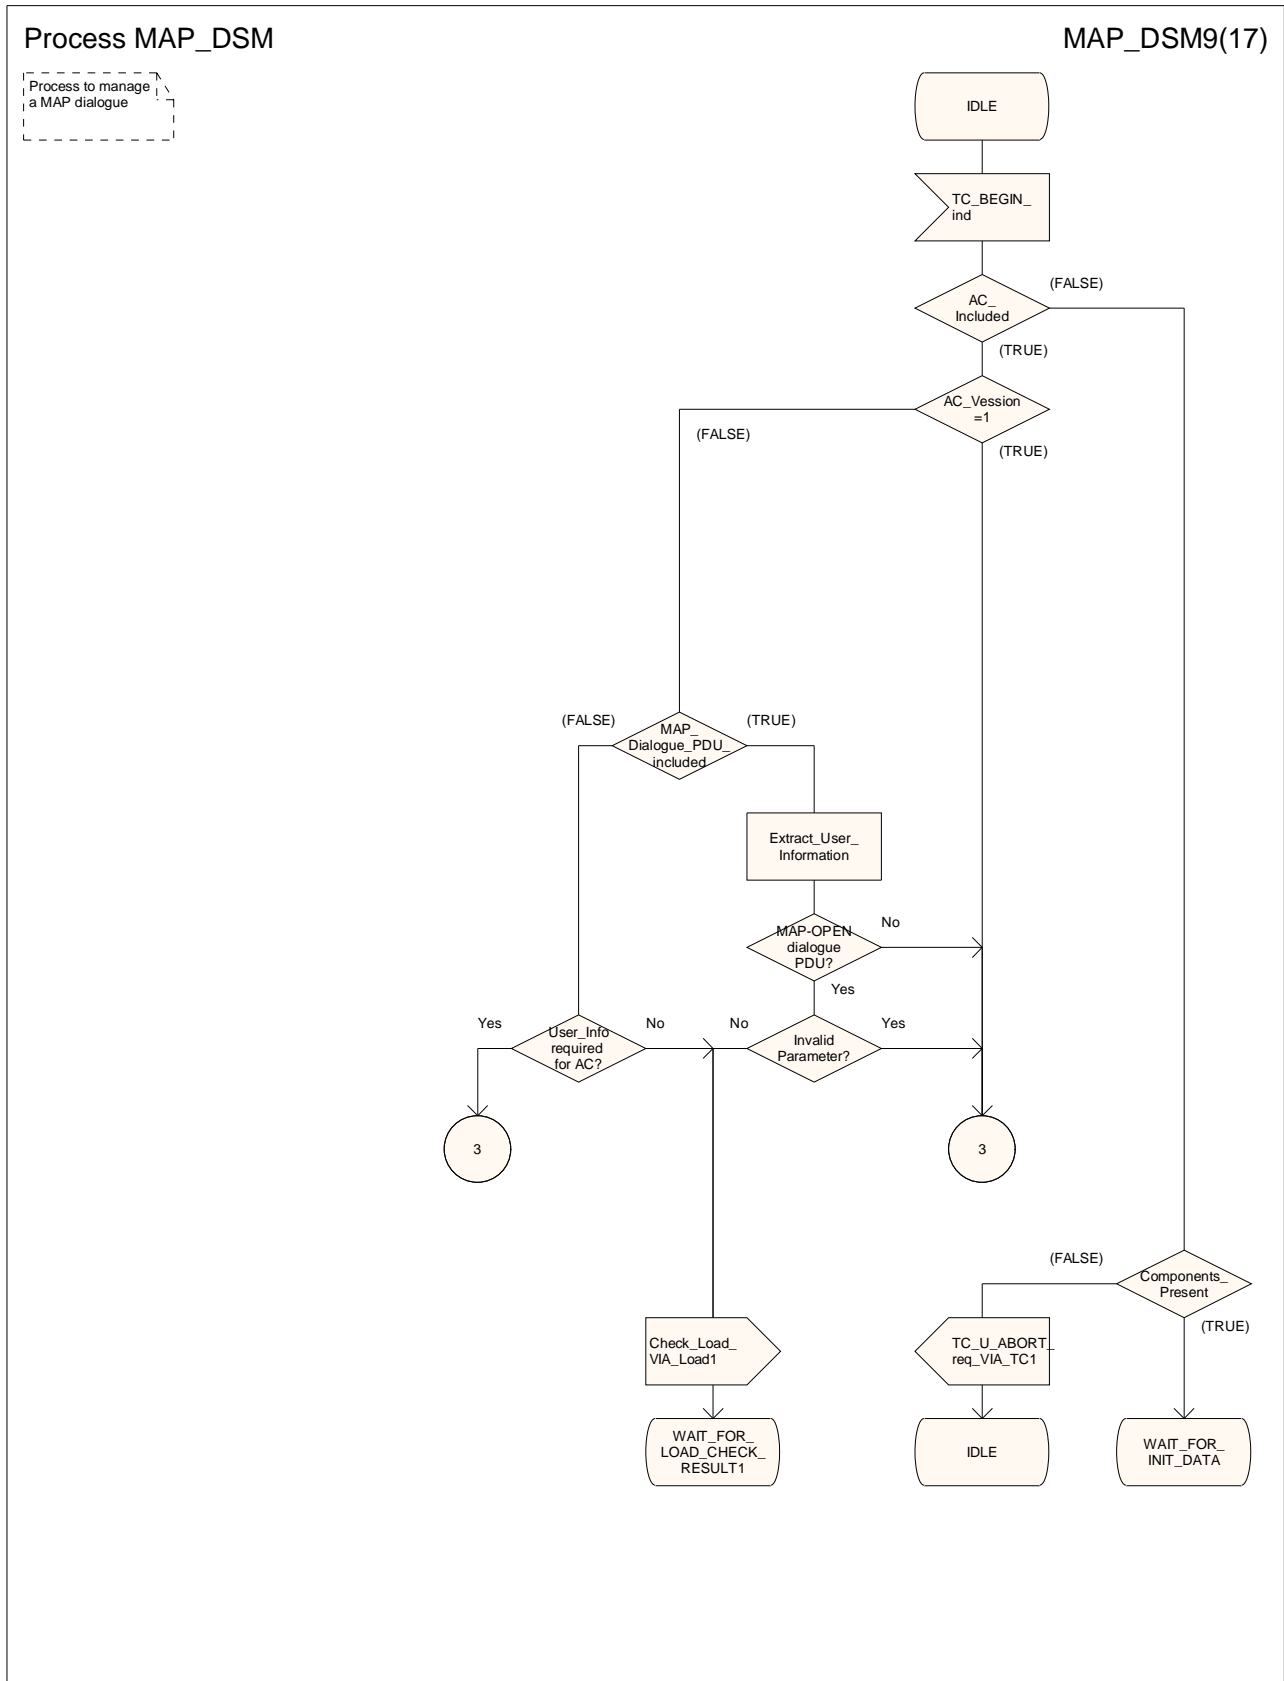 Process MAP_DSM
MAP_DSM9(17)
Process to manage
a MAP dialogue
IDLE
TC_BEGIN_
ind
(FALSE)
AC_
Included
(TRUE)
AC_Vession
=1
(FALSE)
(TRUE)
(FALSE)
(TRUE)
MAP_
Dialogue_PDU_
included
Extract_User_
Information
No
MAP-OPEN
dialogue
PDU?
Yes
Yes
User_Info
required
for AC?
No
No
Invalid
Parameter?
Yes
3
3
(FALSE)
Components_
Present
(TRUE)
Check_Load_
VIA_Load1
TC_U_ABORT_
req_VIA_TC1
WAIT_FOR_
LOAD_CHECK_
RESULT1
IDLE
WAIT_FOR_
INIT_DATA